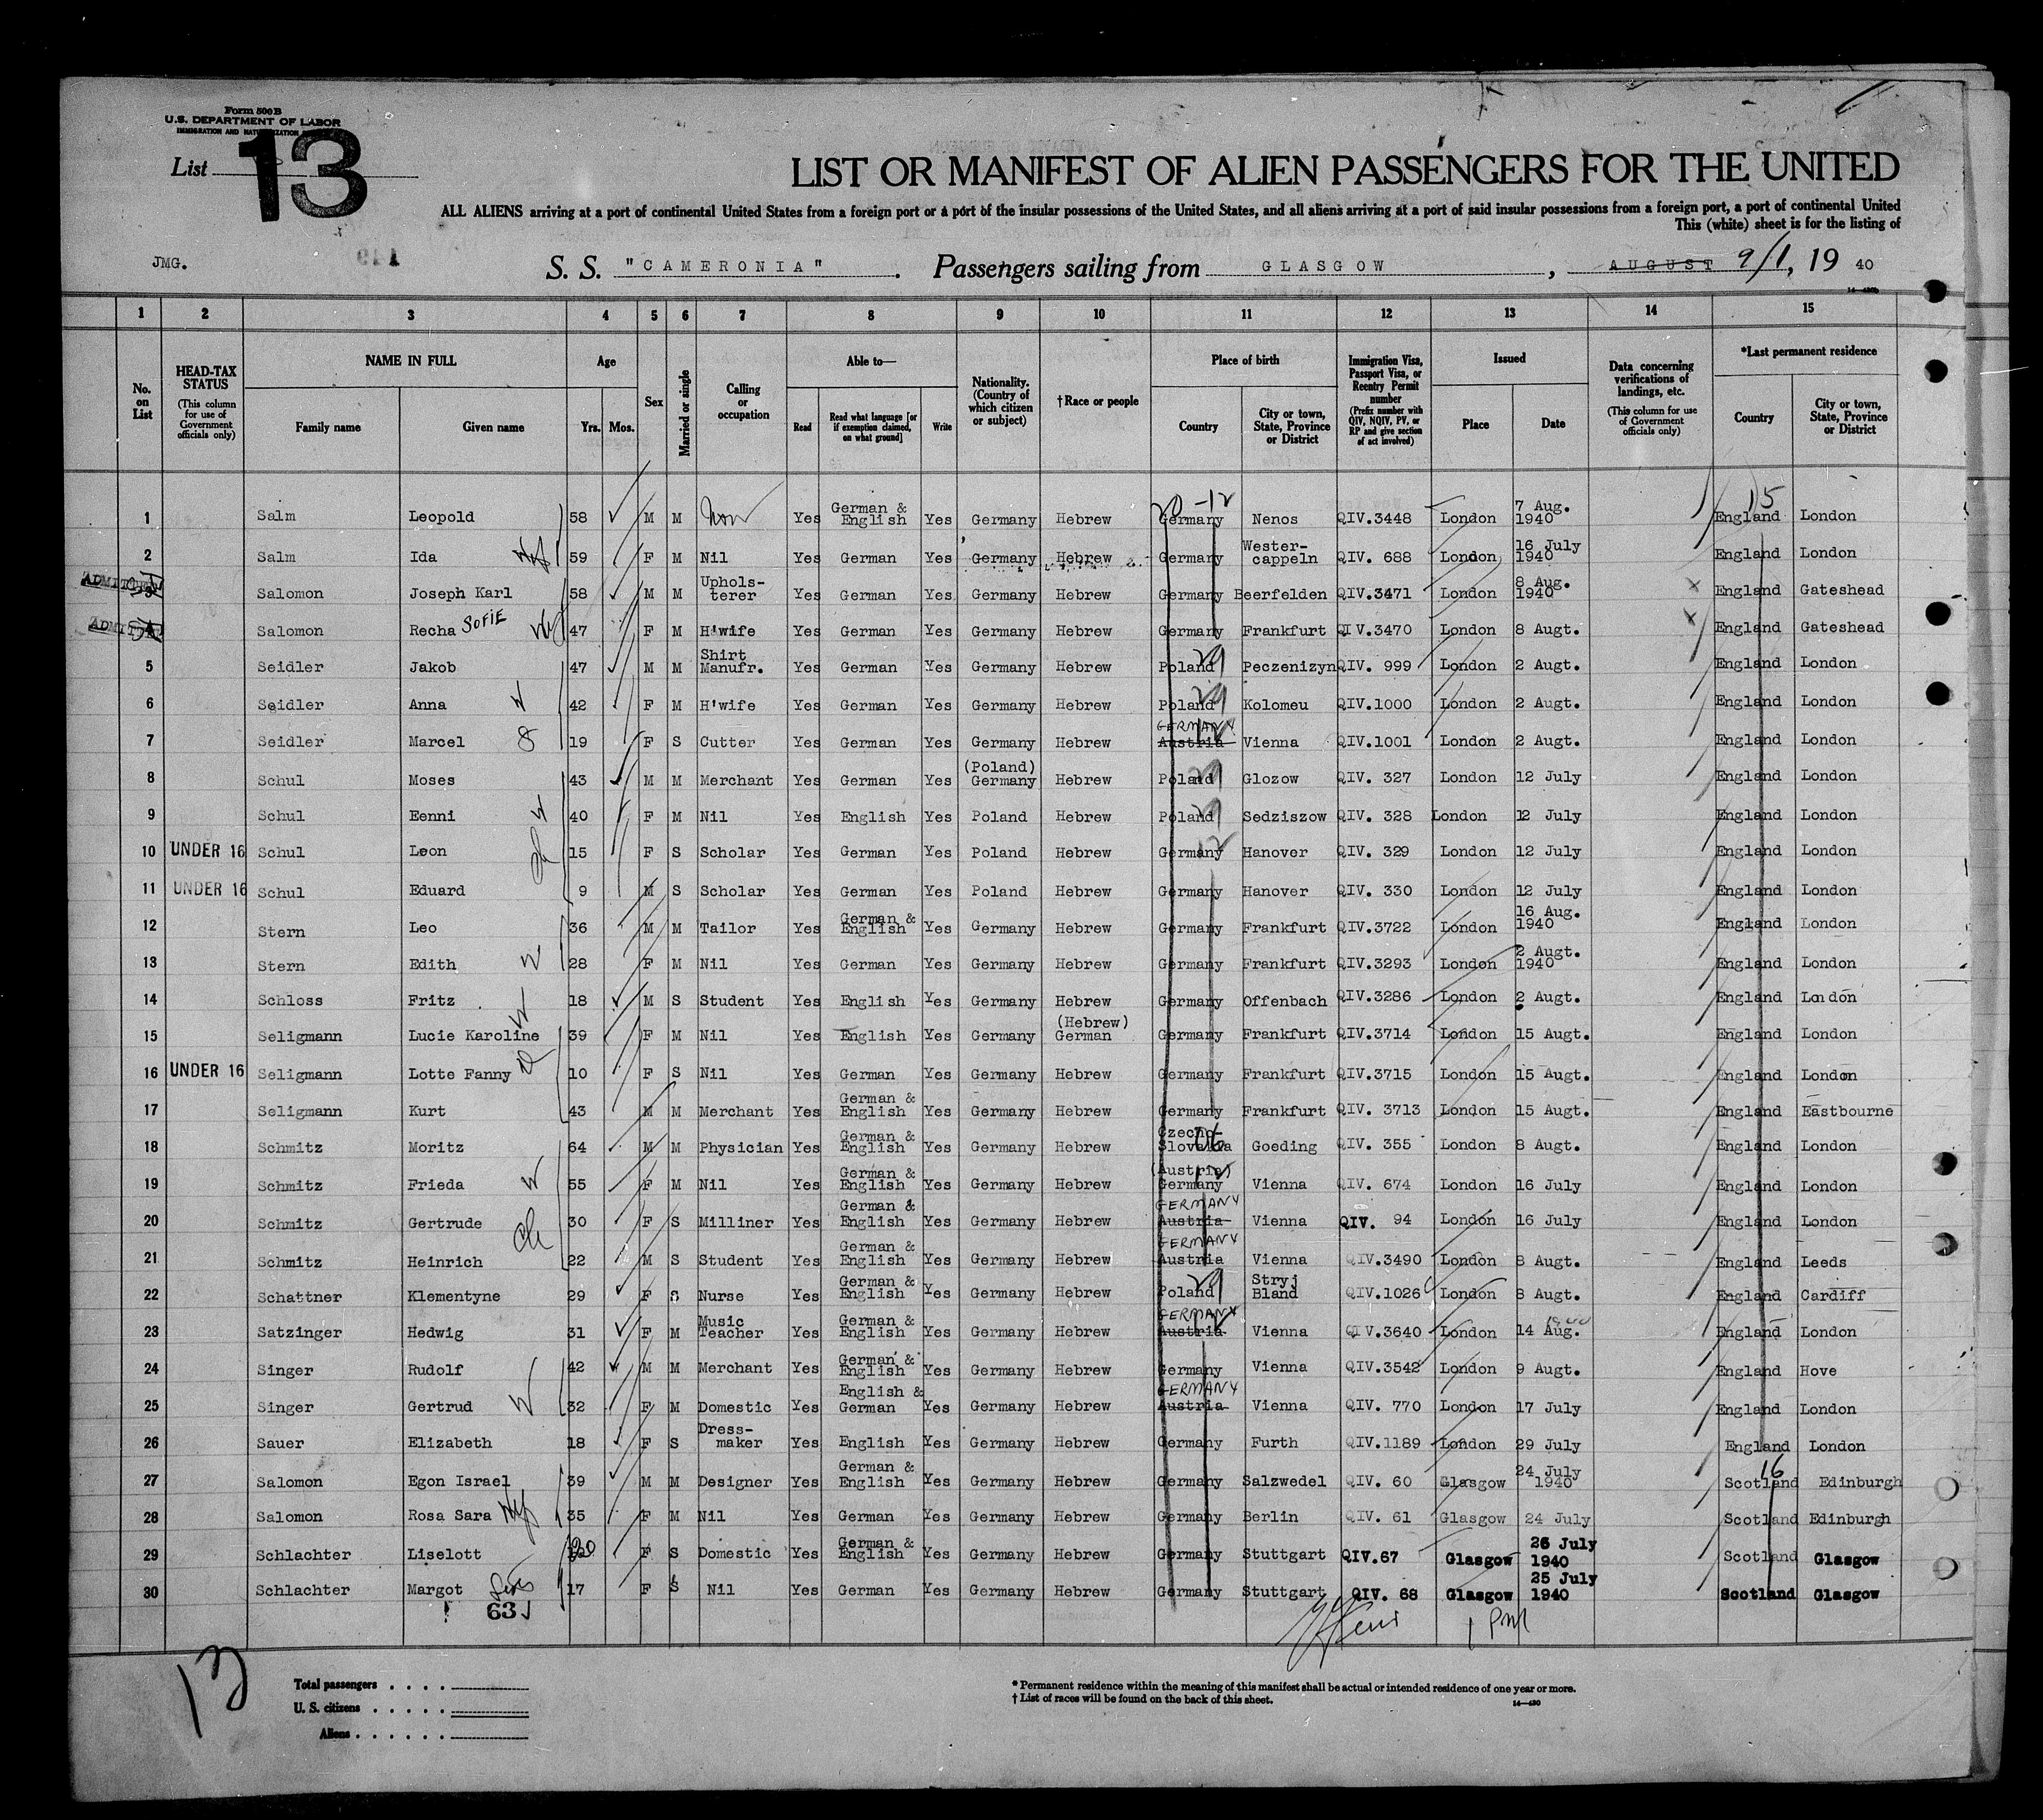 Form 500B
U.S. DEPARTMENT OF LABOR
IMMIGRATION AND NATURALIZATION
List 13
LIST OR MANIFEST OF ALIEN PASSENGERS FOR THE UNITED
ALL ALIENS arriving at a port of continental United States from a foreign port or a port of the insular possessions of the United States, and all aliens arriving at a port of said insular possessions from a foreign port, a port of continental United
This (white) sheet is for the listing of
JMG. 149
S. S. "CAMERONIA" . Passengers sailing from GLASGOW , AUGUST 9/1, 19 40
14—430b
1 2 3 4 5 6 7 8 9 10 11 12 13 14 15
No. on List
HEAD-TAX STATUS (This column for use of Government officials only)
NAME IN FULL Family name Given name
Age Yrs. Mos.
Sex
Married or single
Calling or occupation
Able to— Read Read what language [or if exemption claimed, on what ground] Write
Nationality. (Country of which citizen or subject)
†Race or people
Place of birth Country City or town, State, Province or District
Immigration Visa, Passport Visa, or Reentry Permit number (Prefix number with QIV, NQIV, PV, or RP and give section of act involved)
Issued Place Date
Data concerning verifications of landings, etc. (This column for use of Government officials only)
*Last permanent residence Country City or town, State, Province or District
1 Salm Leopold 58 M M Yes German & English Yes Germany Hebrew 20 -12 Germany Nenos QIV.3448 London 7 Aug. 1940 15 England London
2 Salm Ida 59 F M Nil Yes German Yes Germany Hebrew Germany Wester-cappeln QIV. 688 London 16 July 1940 England London
ADMITTED 3 Salomon Joseph Karl 58 M M Uphols-terer Yes German Yes Germany Hebrew Germany Beerfelden QIV.3471 London 8 Aug. 1940 x England Gateshead
ADMITTED 4 Salomon Recha SOFIE 47 F M H'wife Yes German Yes Germany Hebrew Germany Frankfurt QIV.3470 London 8 Augt. x England Gateshead
5 Seidler Jakob 47 M M Shirt Manufr. Yes German Yes Germany Hebrew Poland 29 Peczenizyn QIV. 999 London 2 Augt. England London
6 Seidler Anna W 42 F M H'wife Yes German Yes Germany Hebrew Poland 29 Kolomeu QIV.1000 London 2 Augt. England London
7 Seidler Marcel 19 F S Cutter Yes German Yes Germany Hebrew GERMANY Austria 12 Vienna QIV.1001 London 2 Augt. England London
8 Schul Moses 43 M M Merchant Yes German Yes (Poland) Germany Hebrew Poland 29 Glozow QIV. 327 London 12 July England London
9 Schul Eenni W 40 F M Nil Yes English Yes Poland Hebrew Poland 29 Sedziszow QIV. 328 London 12 July England London
10 UNDER 16 Schul Leon ch 15 F S Scholar Yes German Yes Poland Hebrew Germany 12 Hanover QIV. 329 London 12 July England London
11 UNDER 16 Schul Eduard 9 M S Scholar Yes German Yes Poland Hebrew Germany Hanover QIV. 330 London 12 July England London
12 Stern Leo 36 M M Tailor Yes German & English Yes Germany Hebrew Germany Frankfurt QIV.3722 London 16 Aug. 1940 England London
13 Stern Edith W 28 F M Nil Yes German Yes Germany Hebrew Germany Frankfurt QIV.3293 London 2 Augt. 1940 England London
14 Schloss Fritz 18 M S Student Yes English Yes Germany Hebrew Germany Offenbach QIV.3286 London 2 Augt. England London
15 Seligmann Lucie Karoline W 39 F M Nil Yes English Yes Germany (Hebrew) German Germany Frankfurt QIV.3714 London 15 Augt. England London
16 UNDER 16 Seligmann Lotte Fanny D 10 F S Nil Yes German Yes Germany Hebrew Germany Frankfurt QIV.3715 London 15 Augt. England London
17 Seligmann Kurt 43 M M Merchant Yes German & English Yes Germany Hebrew Germany Frankfurt QIV. 3713 London 15 Augt. England Eastbourne
18 Schmitz Moritz 64 M M Physician Yes German & English Yes Germany Hebrew Czecho-Slovakia 06 Goeding QIV. 355 London 8 Augt. England London
19 Schmitz Frieda W 55 F M Nil Yes German & English Yes Germany Hebrew (Austria) Germany 12 Vienna QIV. 674 London 16 July England London
20 Schmitz Gertrude ch 30 F S Milliner Yes German & English Yes Germany Hebrew GERMANY Austria Vienna QIV. 94 London 16 July England London
21 Schmitz Heinrich 22 M S Student Yes German & English Yes Germany Hebrew GERMANY Austria Vienna QIV.3490 London 8 Augt. England Leeds
22 Schattner Klementyne 29 F S Nurse Yes German & English Yes Germany Hebrew Poland 29 Stryj Bland QIV.1026 London 8 Augt. England Cardiff
23 Satzinger Hedwig 31 F M Music Teacher Yes German & English Yes Germany Hebrew GERMANY Austria 12 Vienna QIV.3640 London 14 Aug. England London
24 Singer Rudolf 42 M M Merchant Yes German & English Yes Germany Hebrew Germany Vienna QIV.3542 London 9 Augt. England Hove
25 Singer Gertrud W 32 F M Domestic Yes English & German Yes Germany Hebrew GERMANY Austria Vienna QIV. 770 London 17 July England London
26 Sauer Elizabeth 18 F S Dress-maker Yes English Yes Germany Hebrew Germany Furth QIV.1189 London 29 July England London
27 Salomon Egon Israel 39 M M Designer Yes German & English Yes Germany Hebrew Germany Salzwedel QIV. 60 Glasgow 24 July 1940 16 Scotland Edinburgh
28 Salomon Rosa Sara 35 F M Nil Yes German Yes Germany Hebrew Germany Berlin QIV. 61 Glasgow 24 July Scotland Edinburgh
29 Schlachter Liselott 20 F S Domestic Yes German & English Yes Germany Hebrew Germany Stuttgart QIV.67 Glasgow 26 July 1940 Scotland Glasgow
30 Schlachter Margot 17 F S Nil Yes German Yes Germany Hebrew Germany Stuttgart QIV. 68 Glasgow 25 July 1940 Scotland Glasgow
63
1 PM
13
Total passengers
U. S. citizens
Aliens
* Permanent residence within the meaning of this manifest shall be actual or intended residence of one year or more.
† List of races will be found on the back of this sheet.
14—430